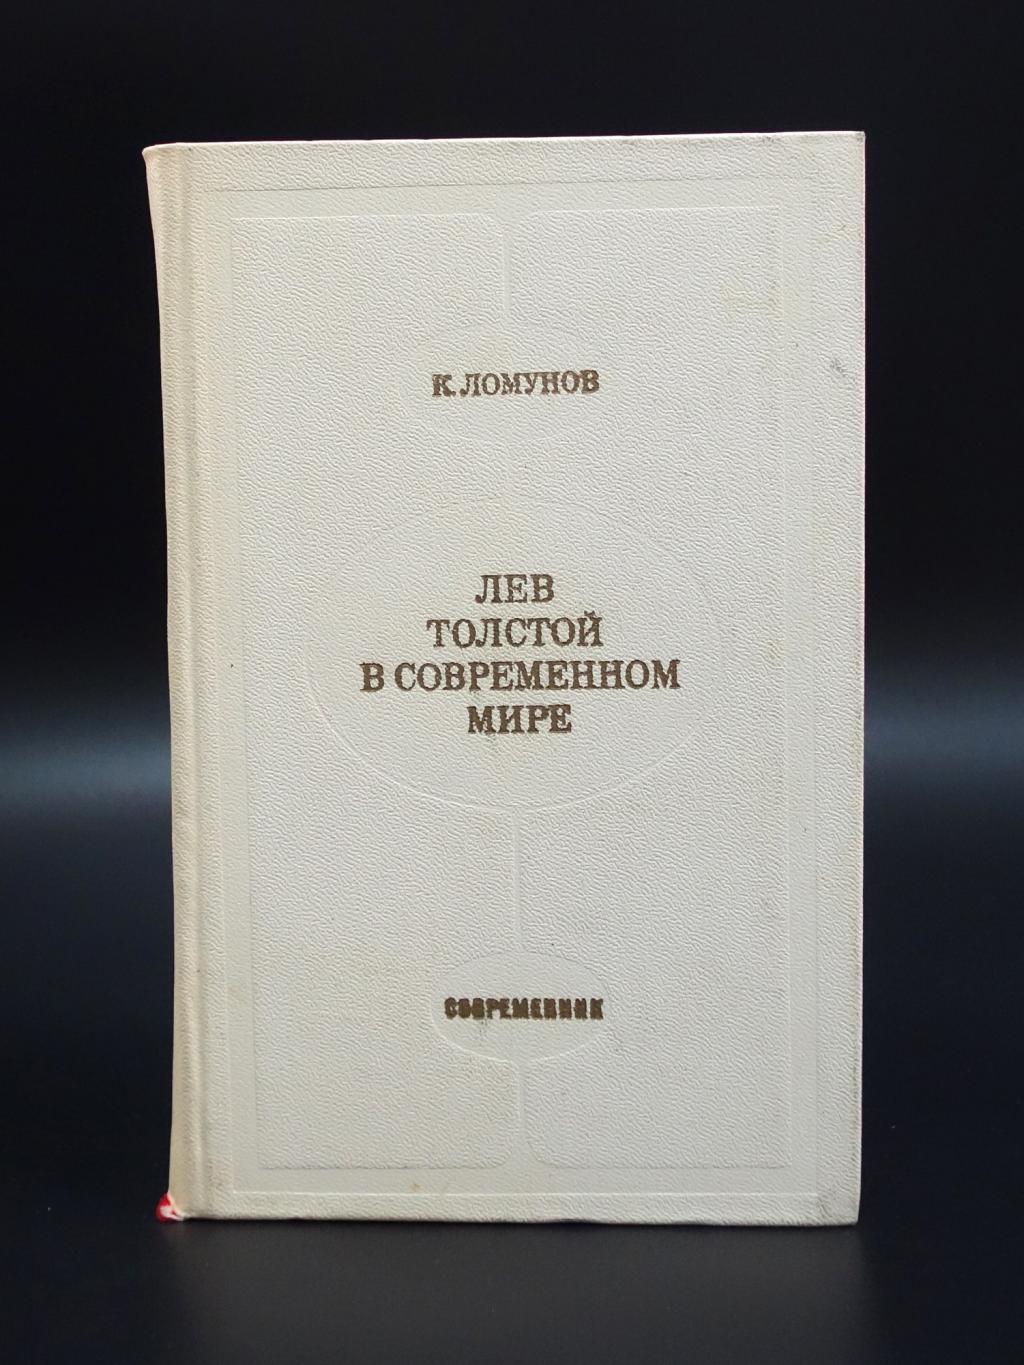 К. ЛОМУНОВ
ЛЕВ
ТОЛСТОЙ
В СОВРЕМЕННОМ
МИРЕ
СОВРЕМЕННИК